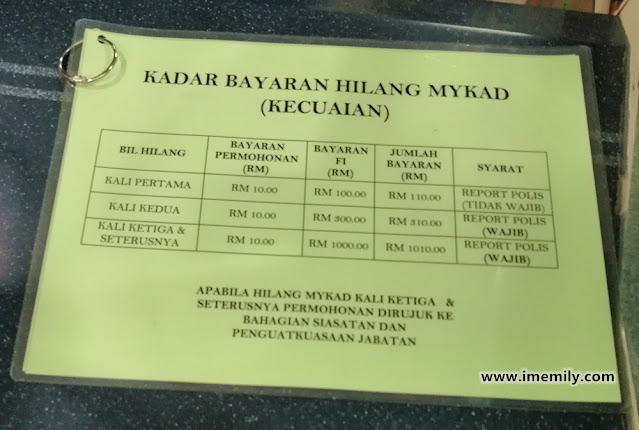 KADAR BAYARAN HILANG MYKAD
(KECUAIAN)
BIL HILANG
BAYARAN
PERMOHONAN
(RM)
BAYARAN
FI
(RM)
JUMLAH
BAYARAN
(RM)
SYARAT
KALI PERTAMA
RM 10.00
RM 100.00
RM 110.00
REPORT POLIS
(TIDAK WAJIB)
KALI KEDUA
RM 10.00
RM 300.00
RM 310.00
REPORT POLIS
(WAJIB)
KALI KETIGA &
SETERUSNYA
RM 10.00
RM 1000.00
RM 1010.00
REPORT POLIS
(WAJIB)
APABILA HILANG MYKAD KALI KETIGA &
SETERUSNYA PERMOHONAN DIRUJUK KE
BAHAGIAN SIASATAN DAN
PENGUATKUASAAN JABATAN
www.imemily.com